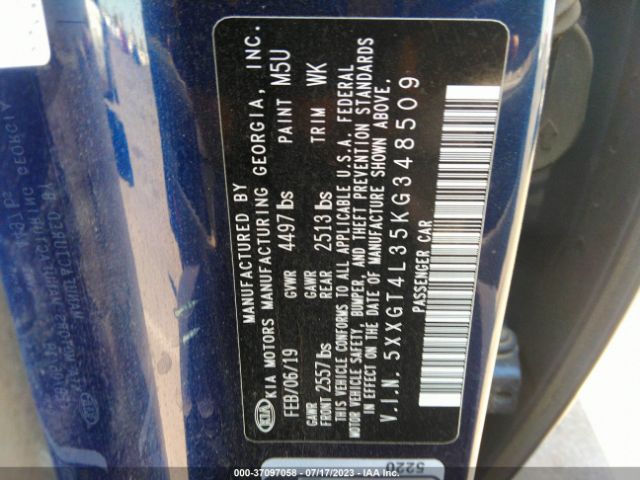 MANUFACTURED BY
KIA KIA MOTORS MANUFACTURING GEORGIA, INC.
FEB/06/19 GVWR 4497 lbs PAINT M5U
GAWR FRONT 2557 lbs GAWR REAR 2513 lbs TRIM WK
THIS VEHICLE CONFORMS TO ALL APPLICABLE U.S.A. FEDERAL
MOTOR VEHICLE SAFETY, BUMPER, AND THEFT PREVENTION STANDARDS
IN EFFECT ON THE DATE OF MANUFACTURE SHOWN ABOVE.
V.I.N. 5XXGT4L35KG348509
PASSENGER CAR
5220
000-37097058 - 07/17/2023 - IAA Inc.